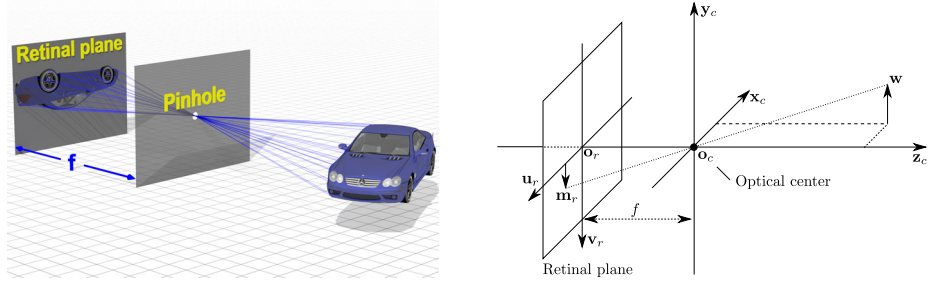 Retinal plane
Pinhole
f
y_c
w
x_c
o_r
o_c
z_c
u_r
m_r
Optical center
f
v_r
Retinal plane